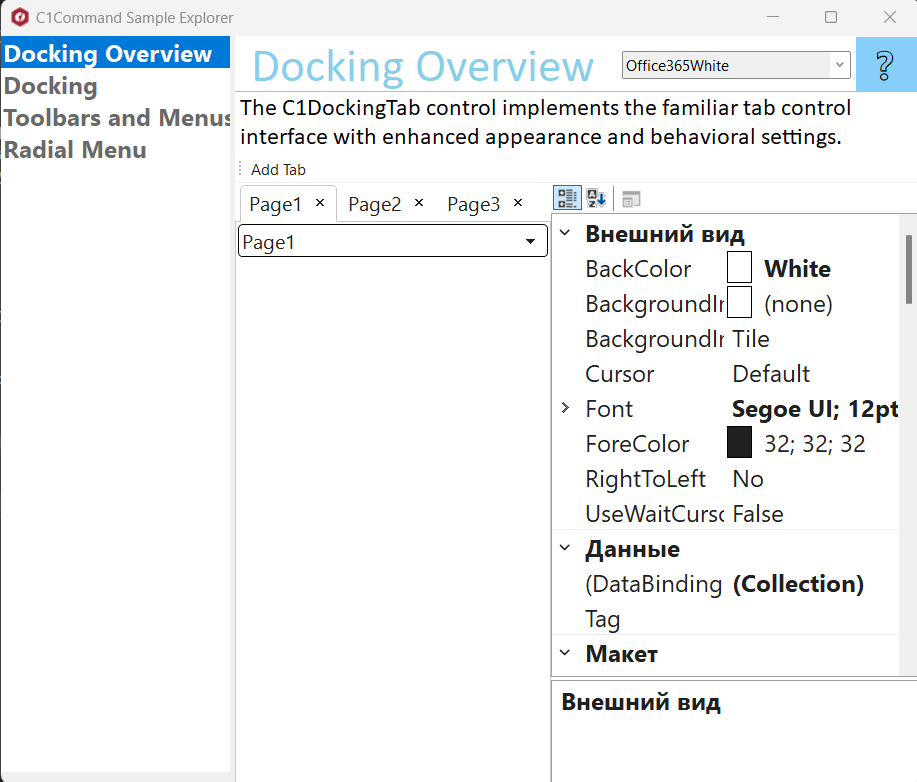 C1Command Sample Explorer
Docking Overview
Docking
Toolbars and Menus
Radial Menu
Docking Overview
Office365White
?
The C1DockingTab control implements the familiar tab control
interface with enhanced appearance and behavioral settings.
Add Tab
Page1 × Page2 × Page3 ×
Page1
Внешний вид
BackColor White
BackgroundIr (none)
BackgroundIr Tile
Cursor Default
Font Segoe UI; 12pt
ForeColor 32; 32; 32
RightToLeft No
UseWaitCurso False
Данные
(DataBinding (Collection)
Tag
Макет
Внешний вид